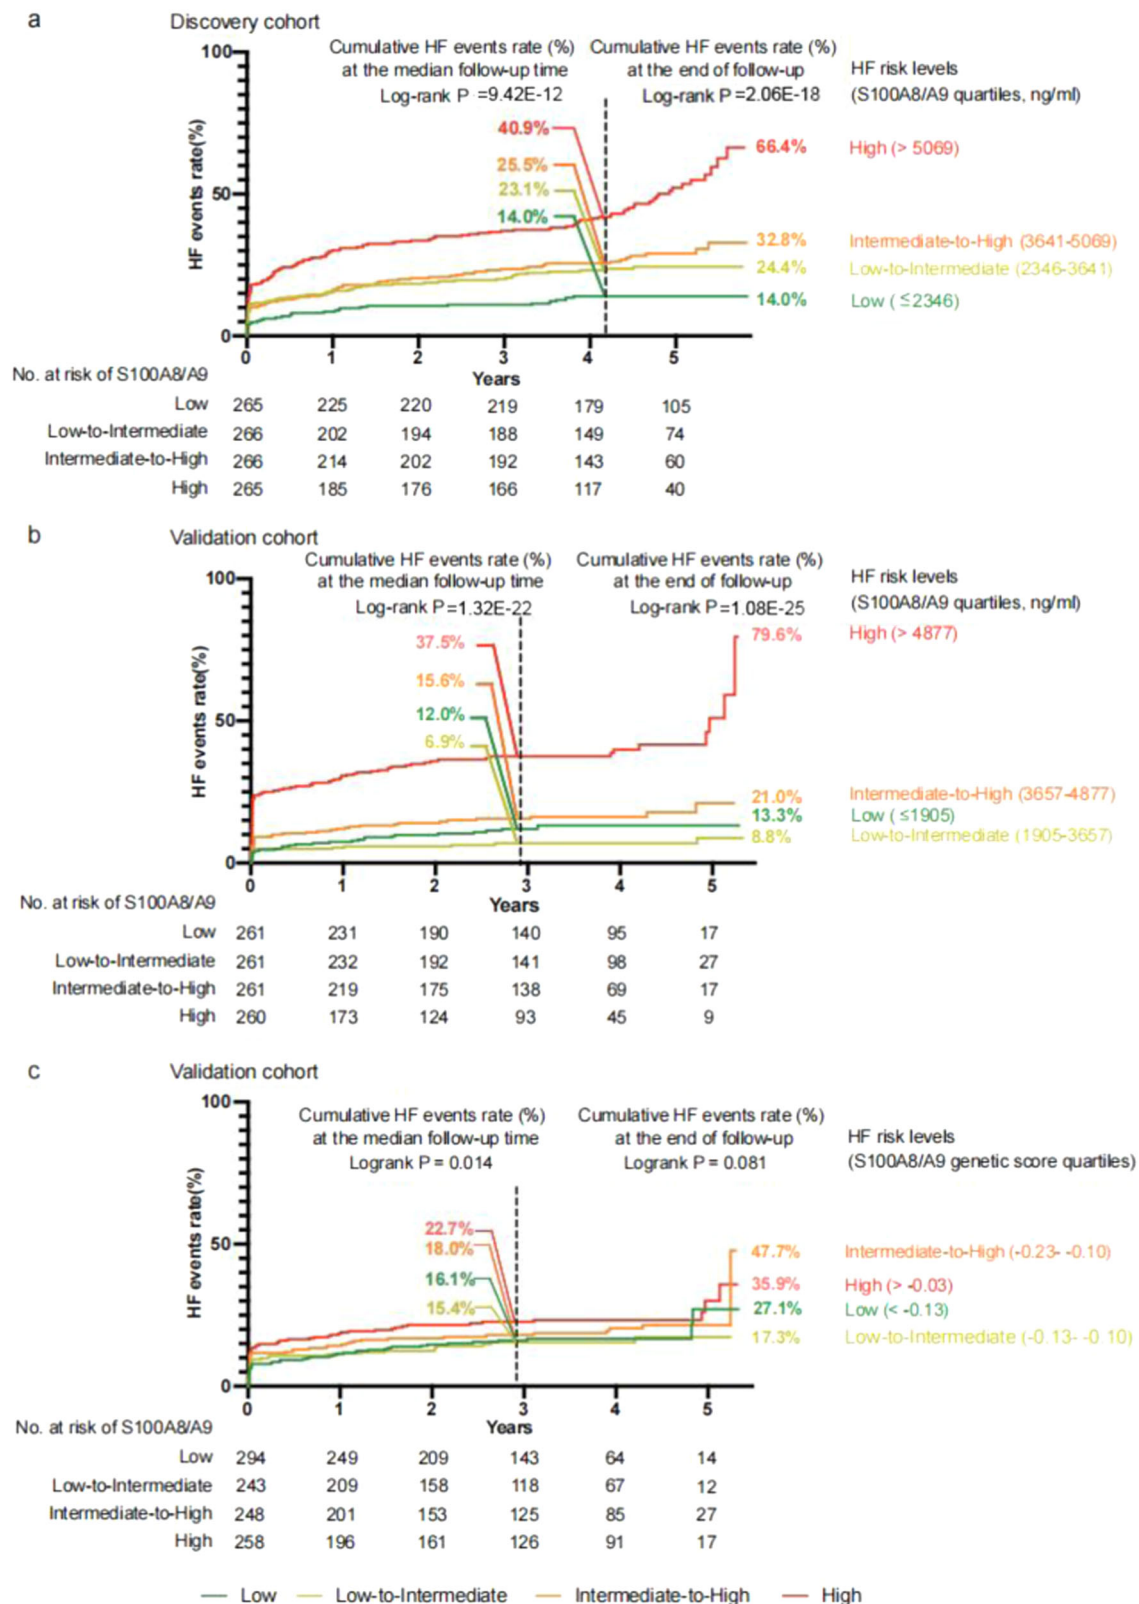 a
Discovery cohort
Cumulative HF events rate (%) Cumulative HF events rate (%)
at the median follow-up time at the end of follow-up
Log-rank P =9.42E-12 Log-rank P =2.06E-18
HF risk levels
(S100A8/A9 quartiles, ng/ml)
HF events rate(%)
100
50
0
40.9%
25.5%
23.1%
14.0%
66.4% High (> 5069)
32.8% Intermediate-to-High (3641-5069)
24.4% Low-to-Intermediate (2346-3641)
14.0% Low (≤2346)
0 1 2 3 4 5
Years
No. at risk of S100A8/A9
Low 265 225 220 219 179 105
Low-to-Intermediate 266 202 194 188 149 74
Intermediate-to-High 266 214 202 192 143 60
High 265 185 176 166 117 40
b
Validation cohort
Cumulative HF events rate (%) Cumulative HF events rate (%)
at the median follow-up time at the end of follow-up
Log-rank P=1.32E-22 Log-rank P=1.08E-25
HF risk levels
(S100A8/A9 quartiles, ng/ml)
HF events rate(%)
100
50
0
37.5%
15.6%
12.0%
6.9%
79.6% High (> 4877)
21.0% Intermediate-to-High (3657-4877)
13.3% Low (≤1905)
8.8% Low-to-Intermediate (1905-3657)
0 1 2 3 4 5
Years
No. at risk of S100A8/A9
Low 261 231 190 140 95 17
Low-to-Intermediate 261 232 192 141 98 27
Intermediate-to-High 261 219 175 138 69 17
High 260 173 124 93 45 9
c
Validation cohort
Cumulative HF events rate (%) Cumulative HF events rate (%)
at the median follow-up time at the end of follow-up
Logrank P = 0.014 Logrank P = 0.081
HF risk levels
(S100A8/A9 genetic score quartiles)
HF events rate(%)
100
50
0
22.7%
18.0%
16.1%
15.4%
47.7% Intermediate-to-High (-0.23- -0.10)
35.9% High (> -0.03)
27.1% Low (< -0.13)
17.3% Low-to-Intermediate (-0.13- -0.10)
0 1 2 3 4 5
Years
No. at risk of S100A8/A9
Low 294 249 209 143 64 14
Low-to-Intermediate 243 209 158 118 67 12
Intermediate-to-High 248 201 153 125 85 27
High 258 196 161 126 91 17
Low Low-to-Intermediate Intermediate-to-High High